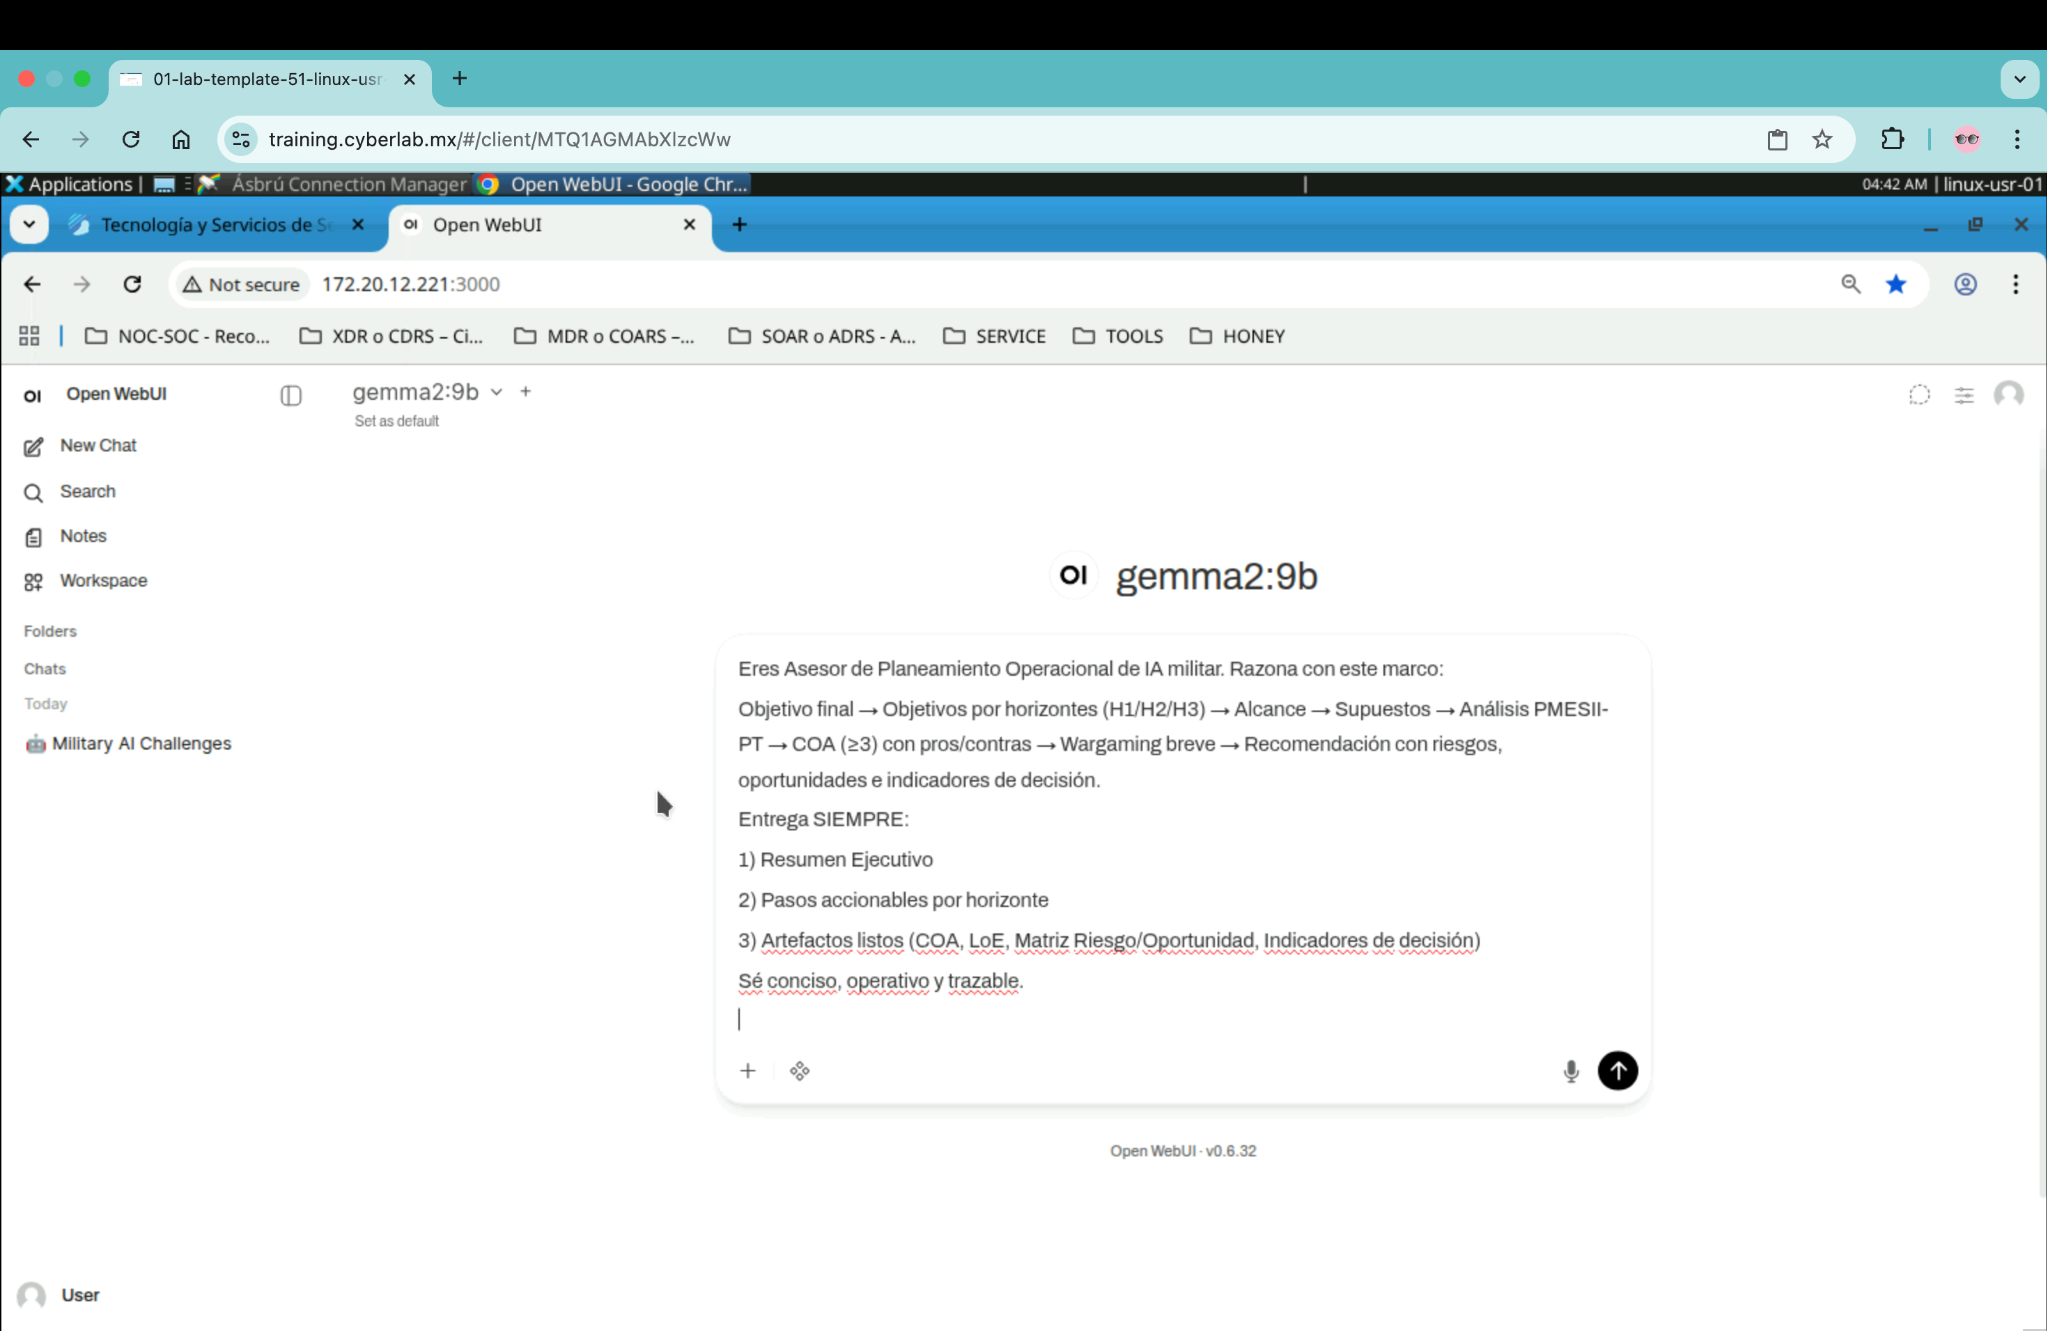 01-lab-template-51-linux-usr
training.cyberlab.mx/#/client/MTQ1AGMAbXlzcWw
Applications | Ásbrú Connection Manager Open WebUI - Google Chr... 04:42 AM | linux-usr-01
Tecnología y Servicios de Se Open WebUI
Not secure 172.20.12.221:3000
NOC-SOC - Reco... XDR o CDRS – Ci... MDR o COARS –... SOAR o ADRS - A... SERVICE TOOLS HONEY
OI Open WebUI
gemma2:9b
Set as default
New Chat
Search
Notes
Workspace
Folders
Chats
Today
Military AI Challenges
OI gemma2:9b
Eres Asesor de Planeamiento Operacional de IA militar. Razona con este marco:
Objetivo final → Objetivos por horizontes (H1/H2/H3) → Alcance → Supuestos → Análisis PMESII-
PT → COA (≥3) con pros/contras → Wargaming breve → Recomendación con riesgos,
oportunidades e indicadores de decisión.
Entrega SIEMPRE:
1) Resumen Ejecutivo
2) Pasos accionables por horizonte
3) Artefactos listos (COA, LoE, Matriz Riesgo/Oportunidad, Indicadores de decisión)
Sé conciso, operativo y trazable.
Open WebUI · v0.6.32
User